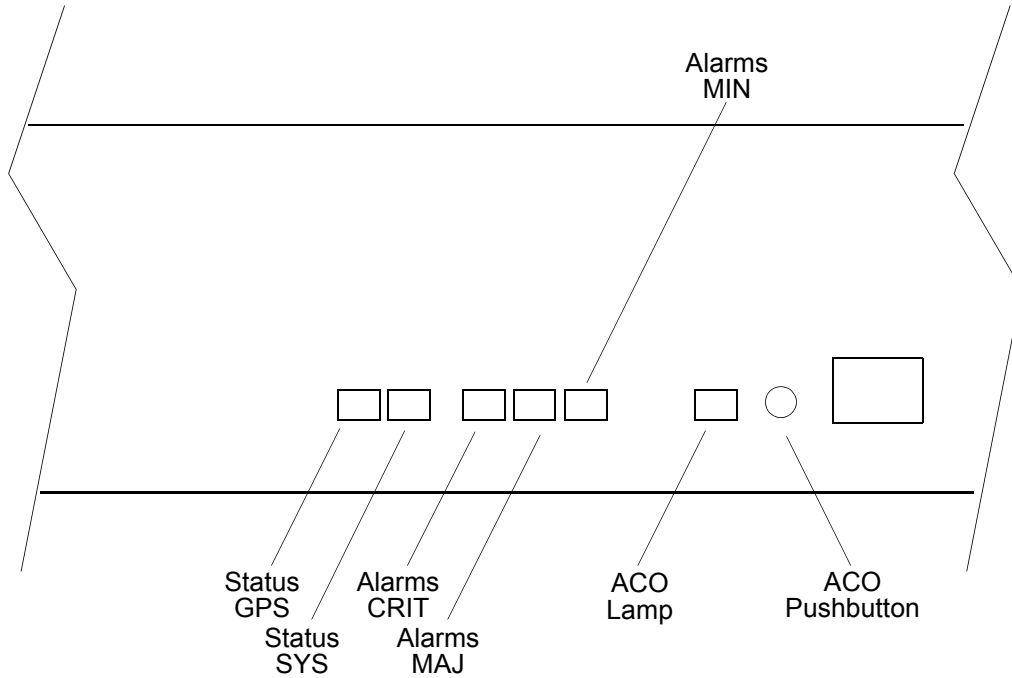 Alarms
MIN
Status
GPS
Status
SYS
Alarms
CRIT
Alarms
MAJ
ACO
Lamp
ACO
Pushbutton